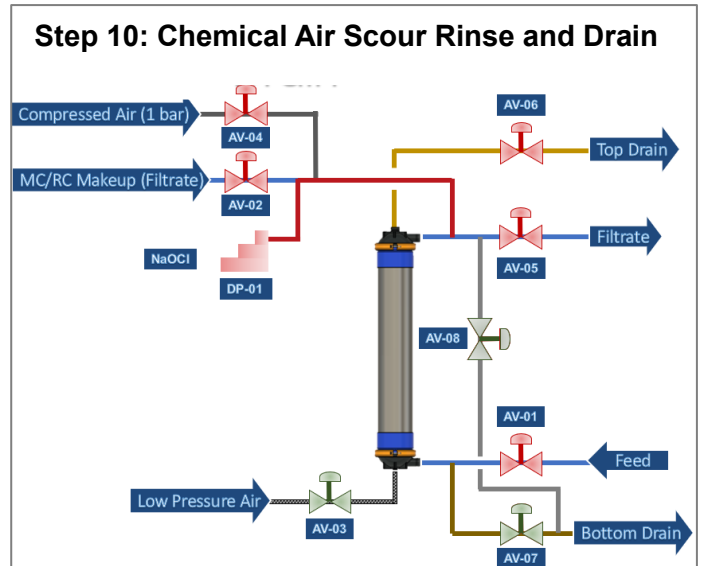 Step 10: Chemical Air Scour Rinse and Drain
AV-06
Compressed Air (1 bar)
AV-04
Top Drain
MC/RC Makeup (Filtrate)
AV-02
Filtrate
NaOCl
AV-05
DP-01
AV-08
AV-01
Feed
Low Pressure Air
AV-03
Bottom Drain
AV-07